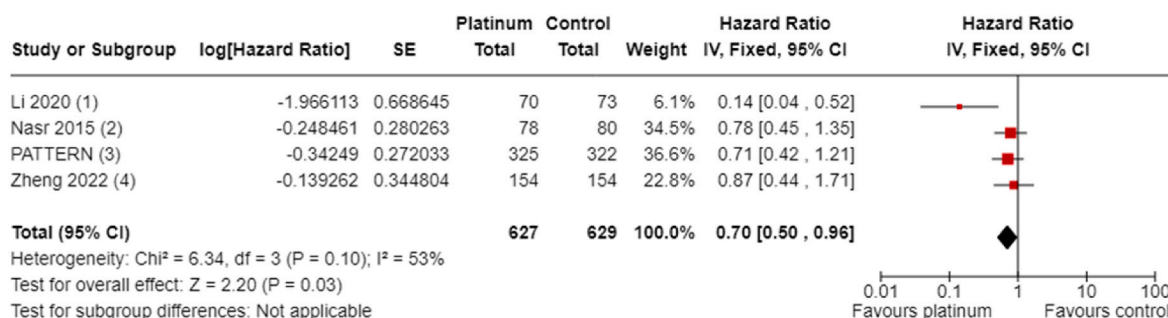 Platinum Control Hazard Ratio Hazard Ratio
Study or Subgroup log[Hazard Ratio] SE Total Total Weight IV, Fixed, 95% CI IV, Fixed, 95% CI
Li 2020 (1) -1.966113 0.668645 70 73 6.1% 0.14 [0.04 , 0.52]
Nasr 2015 (2) -0.248461 0.280263 78 80 34.5% 0.78 [0.45 , 1.35]
PATTERN (3) -0.34249 0.272033 325 322 36.6% 0.71 [0.42 , 1.21]
Zheng 2022 (4) -0.139262 0.344804 154 154 22.8% 0.87 [0.44 , 1.71]
Total (95% CI) 627 629 100.0% 0.70 [0.50 , 0.96]
Heterogeneity: Chi² = 6.34, df = 3 (P = 0.10); I² = 53%
Test for overall effect: Z = 2.20 (P = 0.03)
Test for subgroup differences: Not applicable
0.01 0.1 1 10 100
Favours platinum Favours control